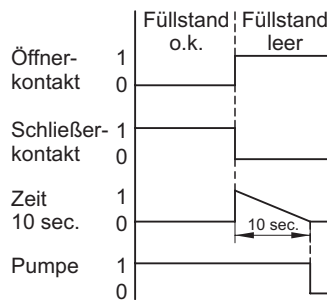 Füllstand o.k.
Füllstand leer
Öffner-
kontakt
1
0
Schließer-
kontakt
1
0
Zeit
10 sec.
1
0
10 sec.
Pumpe
1
0